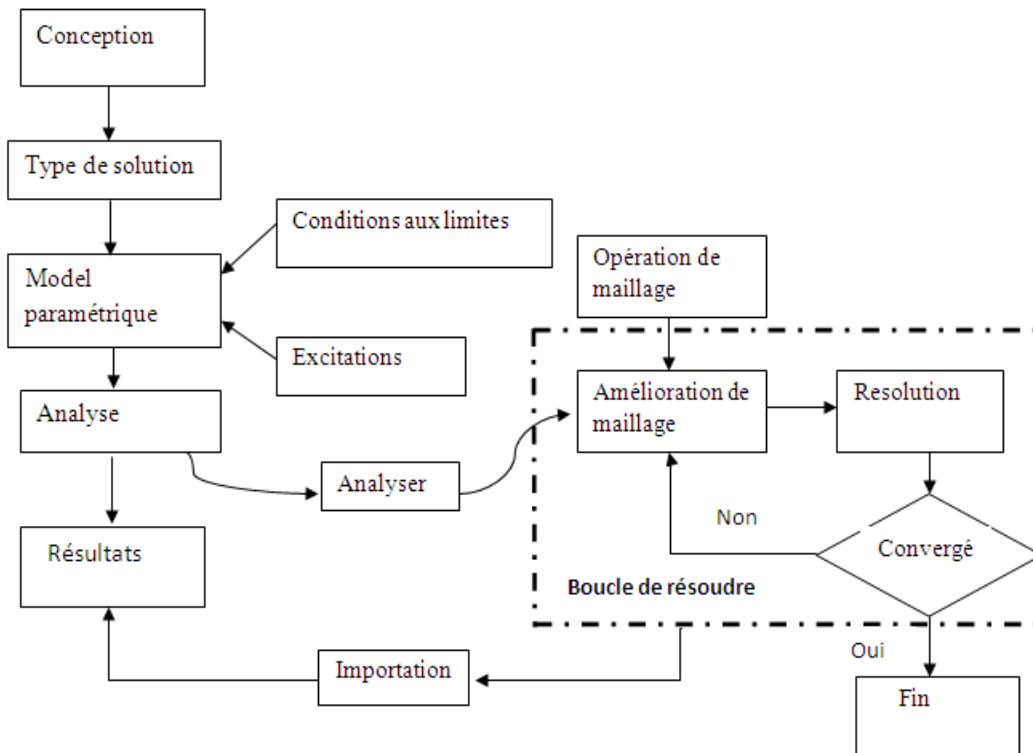 Conception
Type de solution
Conditions aux limites
Model
paramétrique
Excitations
Opération de
maillage
Analyse
Analyser
Amélioration de
maillage
Resolution
Convergé
Non
Boucle de résoudre
Oui
Fin
Résultats
Importation